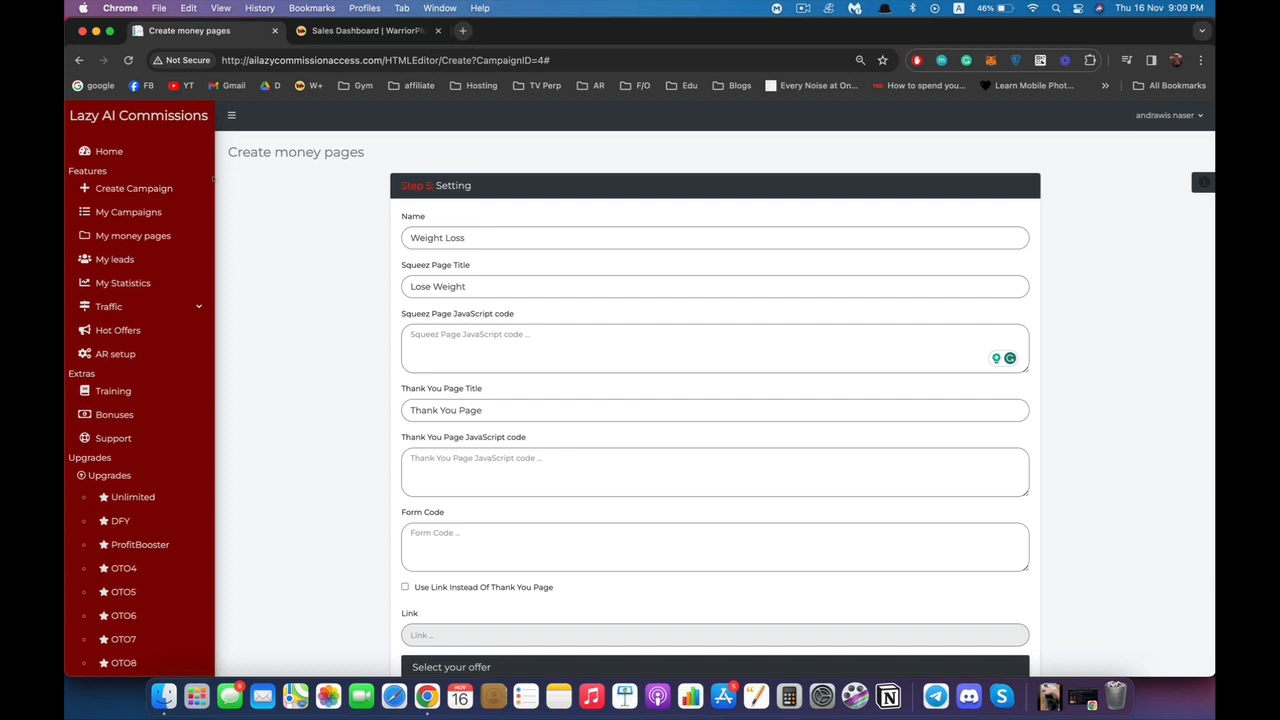 Chrome File Edit View History Bookmarks Profiles Tab Window Help
46% Thu 16 Nov 9:09 PM
Create money pages
Sales Dashboard | WarriorPlu
Not Secure ailazycommissionaccess.com/HTMLEditor/Create?CampaignID=4#
google FB YT Gmail D W+ Gym affiliate Hosting TV Perp AR F/O Edu Blogs Every Noise at On... How to spend you... Learn Mobile Phot... All Bookmarks
Lazy AI Commissions
andrawis naser
Home
Features
Create Campaign
My Campaigns
My money pages
My leads
My Statistics
Traffic
Hot Offers
AR setup
Extras
Training
Bonuses
Support
Upgrades
Upgrades
Unlimited
DFY
ProfitBooster
OTO4
OTO5
OTO6
OTO7
OTO8
Create money pages
Step 5: Setting
Name
Weight Loss
Squeez Page Title
Lose Weight
Squeez Page JavaScript code
Squeez Page JavaScript code ...
Thank You Page Title
Thank You Page
Thank You Page JavaScript code
Thank You Page JavaScript code ...
Form Code
Form Code ...
Use Link Instead Of Thank You Page
Link
Link ...
Select your offer
NOV
16